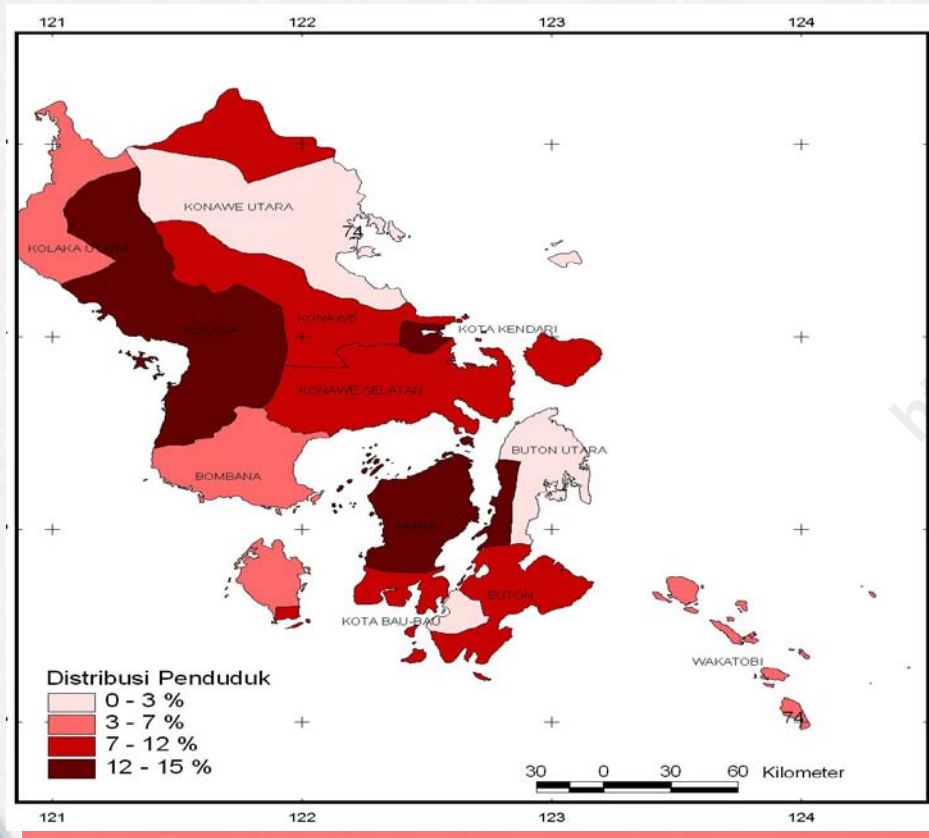 121 122 123 124
KONAWE UTARA
74
KOLAKA UTARA
KONAWE
KOTA KENDARI
KOLAKA
KONAWE SELATAN
BUTON UTARA
BOMBANA
MUNA
BUTON
KOTA BAU-BAU
WAKATOBI
74
Distribusi Penduduk
0 - 3 %
3 - 7 %
7 - 12 %
12 - 15 %
30 0 30 60 Kilometer
121 122 123 124